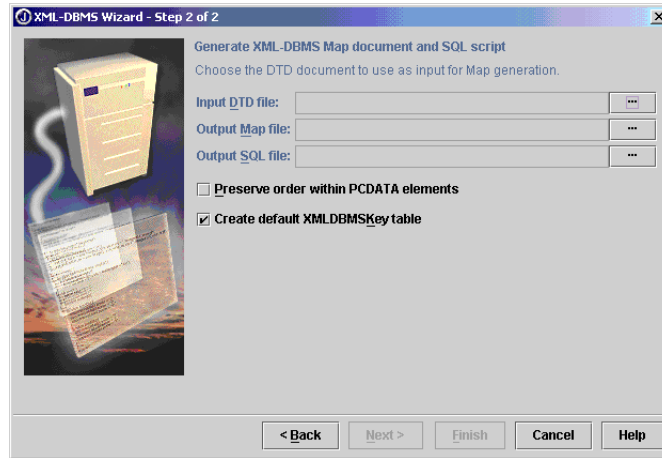 XML-DBMS Wizard - Step 2 of 2
Generate XML-DBMS Map document and SQL script
Choose the DTD document to use as input for Map generation.
Input DTD file:
...
Output Map file:
...
Output SQL file:
...
Preserve order within PCDATA elements
Create default XMLDBMSKey table
< Back Next > Finish Cancel Help